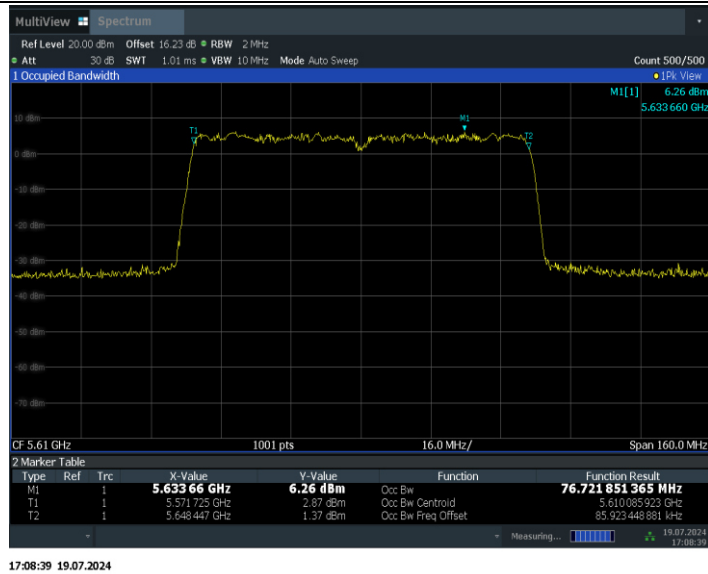 MultiView Spectrum
Ref Level 20.00 dBm Offset 16.23 dB RBW 2 MHz
Att 30 dB SWT 1.01 ms VBW 10 MHz Mode Auto Sweep Count 500/500
1 Occupied Bandwidth 1Pk View
M1[1] 6.26 dBm
5.633 660 GHz
10 dBm
M1
T1
T2
0 dBm
-10 dBm
-20 dBm
-30 dBm
-40 dBm
-50 dBm
-60 dBm
-70 dBm
CF 5.61 GHz 1001 pts 16.0 MHz/ Span 160.0 MHz
2 Marker Table
Type Ref Trc X-Value Y-Value Function Function Result
M1 1 5.633 66 GHz 6.26 dBm Occ Bw 76.721 851 365 MHz
T1 1 5.571 725 GHz 2.87 dBm Occ Bw Centroid 5.610 085 923 GHz
T2 1 5.648 447 GHz 1.37 dBm Occ Bw Freq Offset 85.923 448 881 kHz
Measuring... 19.07.2024
17:08:39
17:08:39 19.07.2024